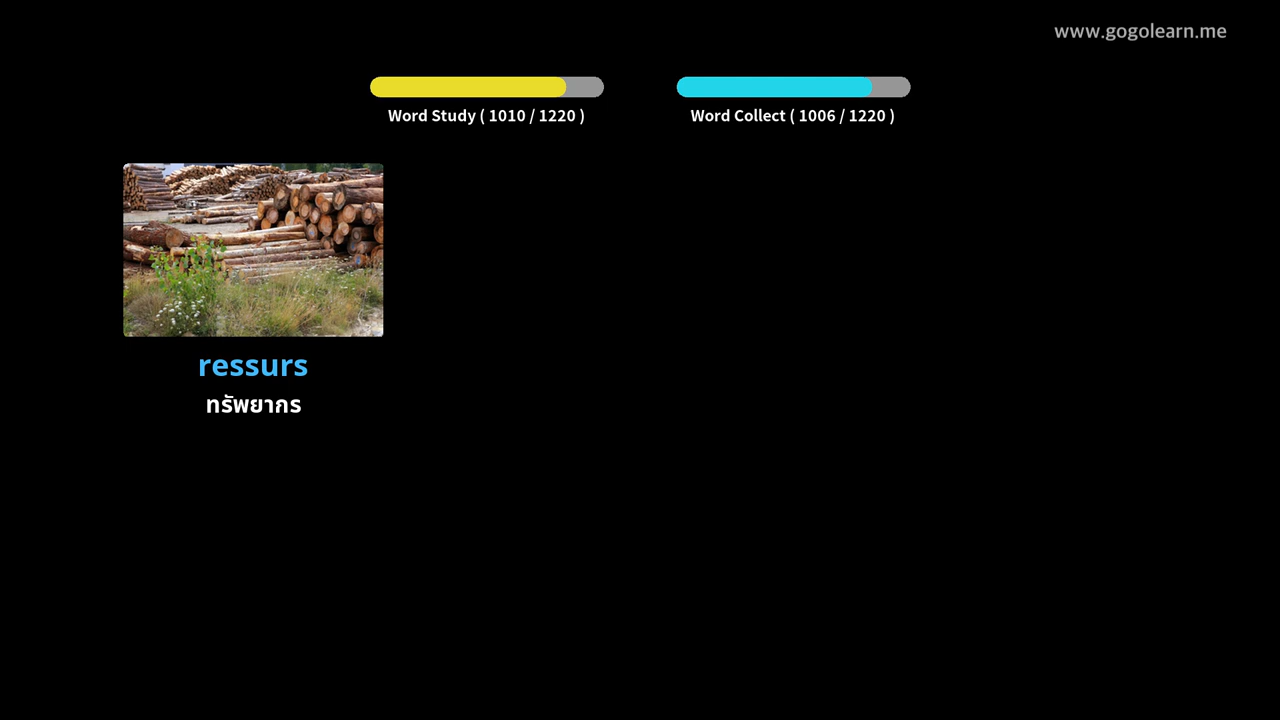 www.gogolearn.me
Word Study ( 1010 / 1220 )
Word Collect ( 1006 / 1220 )
ressurs
ทรัพยากร